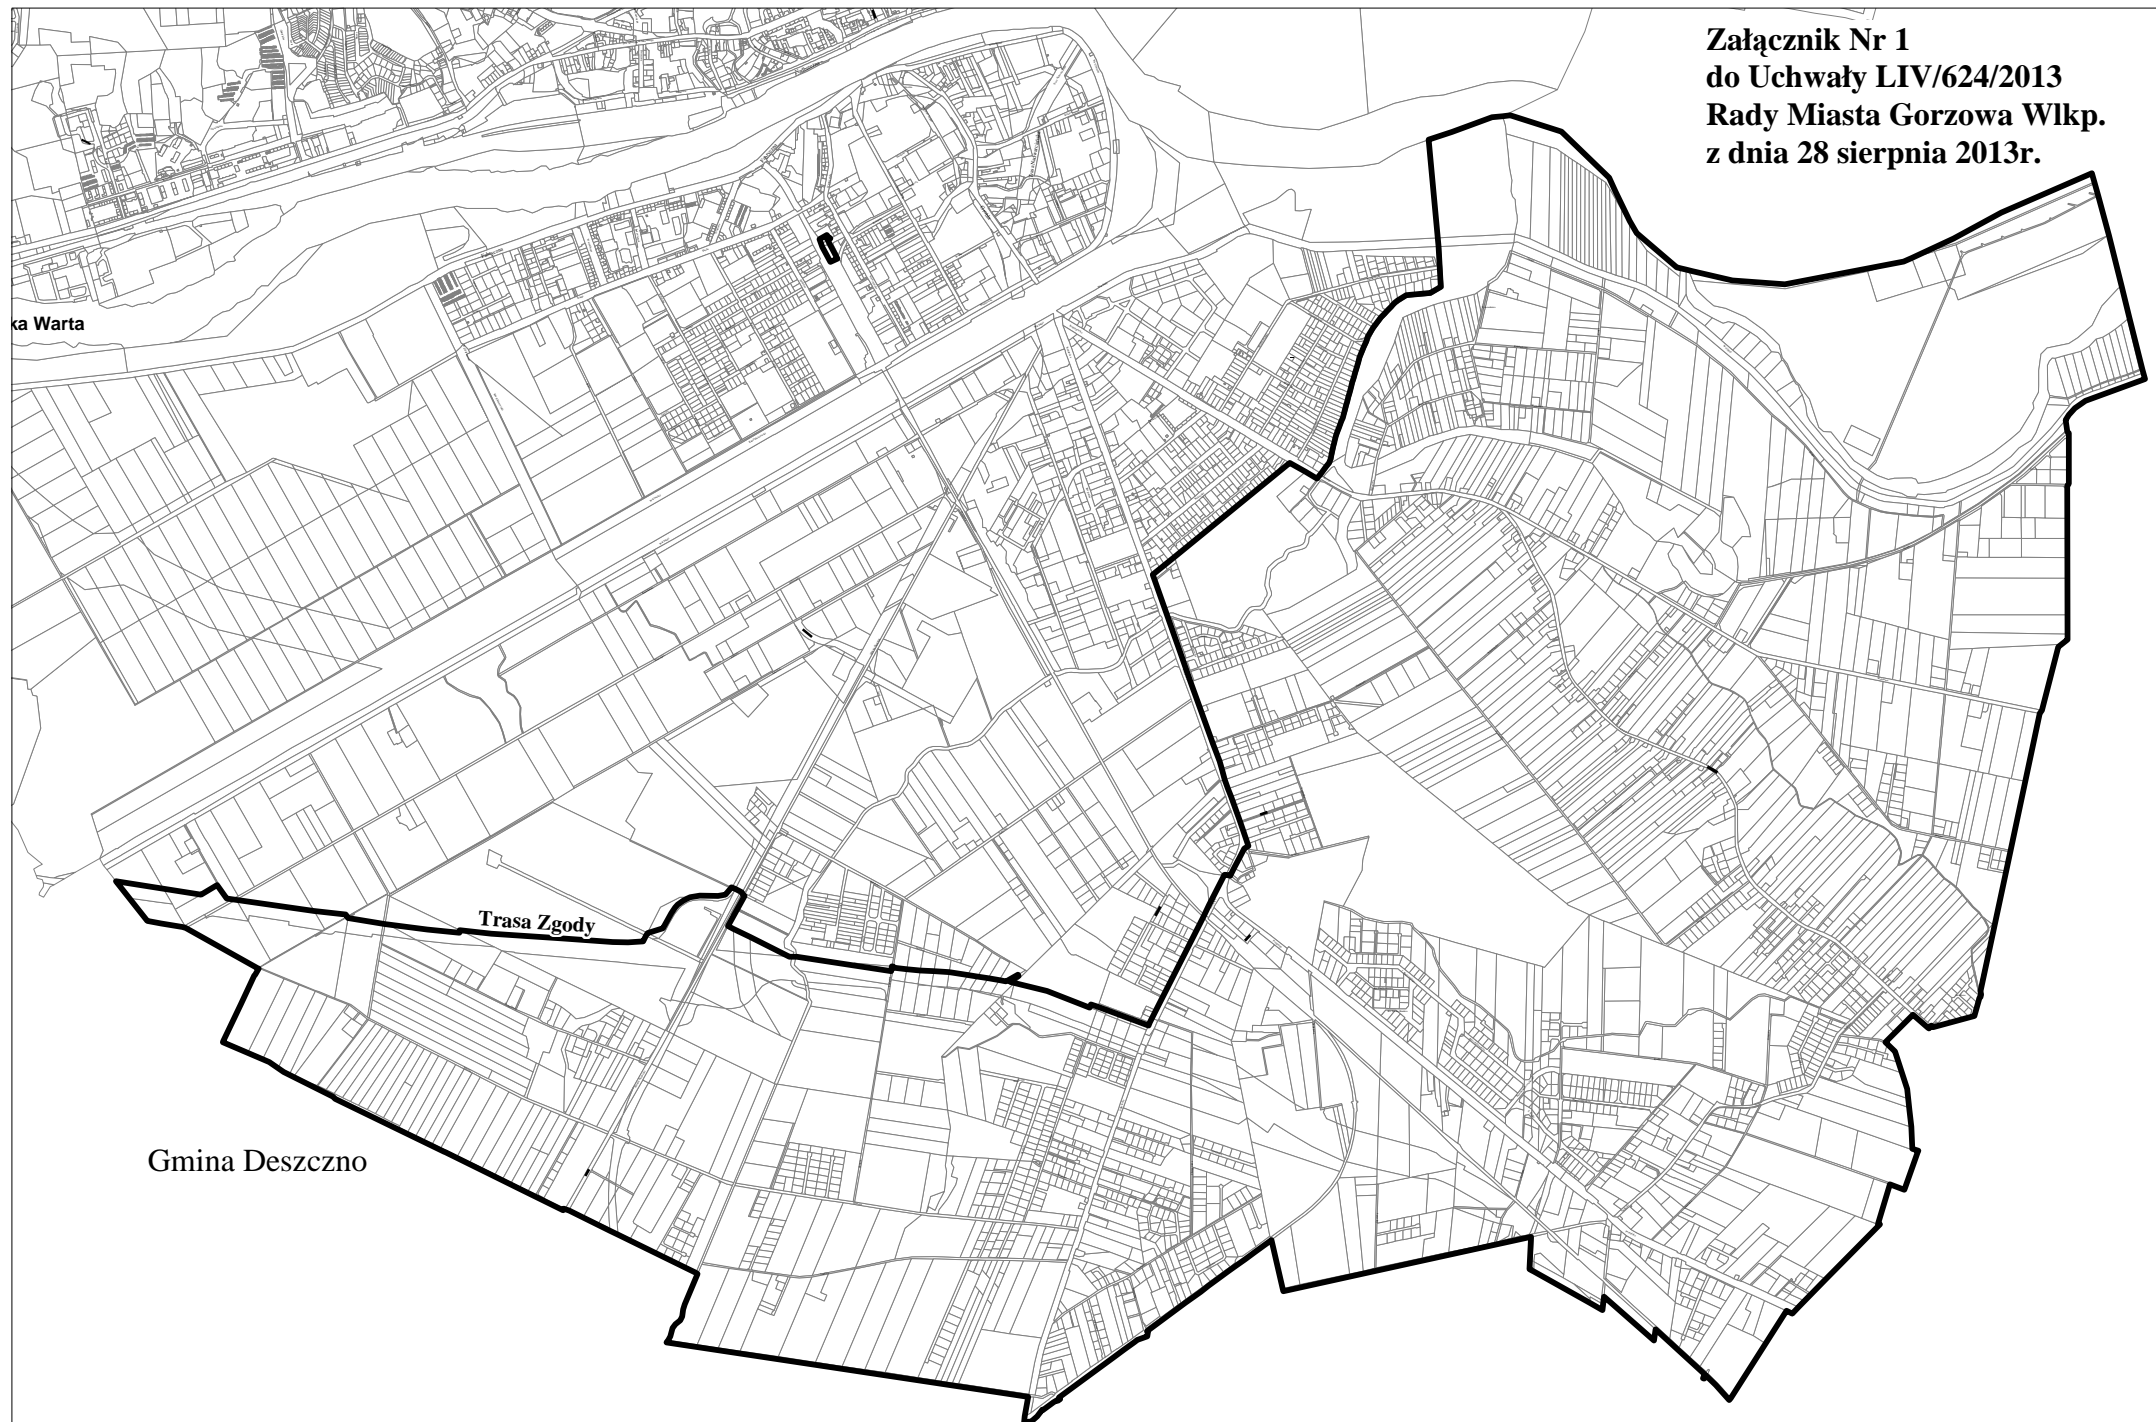 Załącznik Nr 1
do Uchwały LIV/624/2013
Rady Miasta Gorzowa Wlkp.
z dnia 28 sierpnia 2013r.
ka Warta
Trasa Zgody
Gmina Deszczno